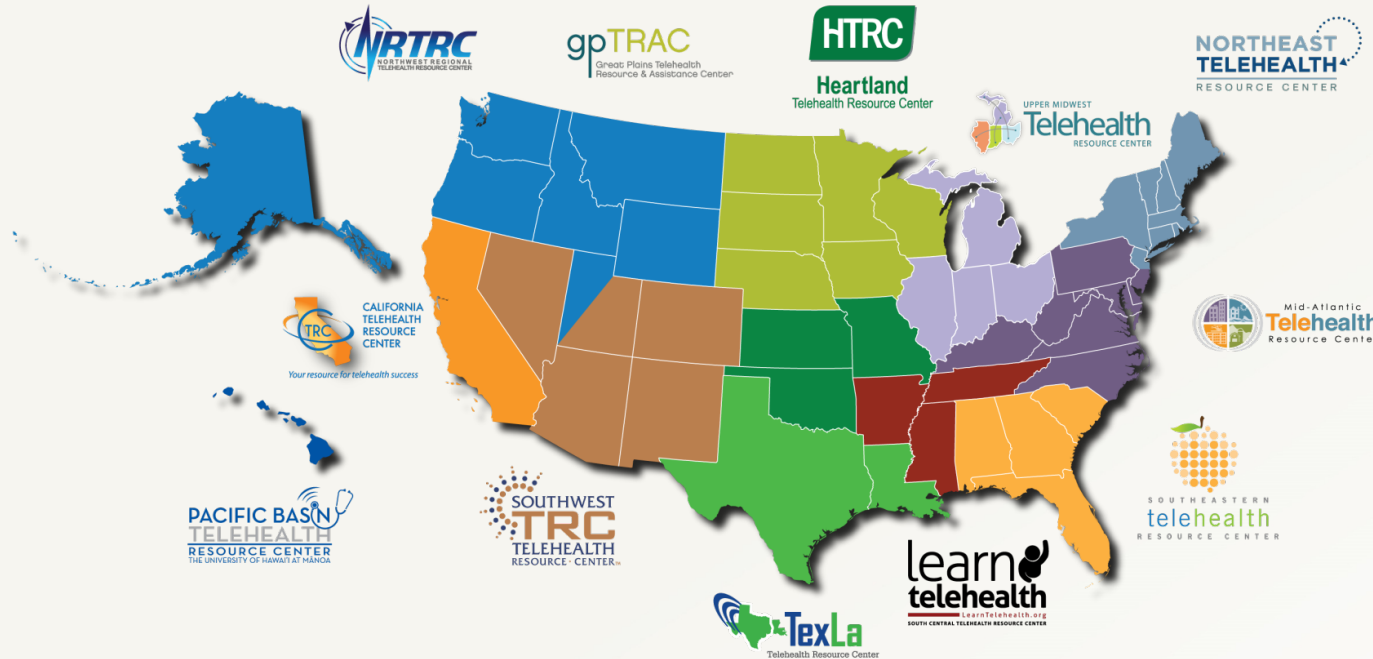 NRTRC
NORTHWEST REGIONAL
TELEHEALTH RESOURCE CENTER
gpTRAC
Great Plains Telehealth
Resource & Assistance Center
HTRC
Heartland
Telehealth Resource Center
NORTHEAST
TELEHEALTH
RESOURCE CENTER
UPPER MIDWEST
Telehealth
RESOURCE CENTER
TRC
CALIFORNIA
TELEHEALTH
RESOURCE
CENTER
Your resource for telehealth success
Mid-Atlantic
Telehealth
Resource Cente
PACIFIC BASIN
TELEHEALTH
RESOURCE CENTER
THE UNIVERSITY OF HAWAI'I AT MĀNOA
SOUTHWEST
TRC
TELEHEALTH
RESOURCE · CENTER
SOUTHEASTERN
telehealth
RESOURCE CENTER
learn
telehealth
LearnTelehealth.org
SOUTH CENTRAL TELEHEALTH RESOURCE CENTER
TexLa
Telehealth Resource Center